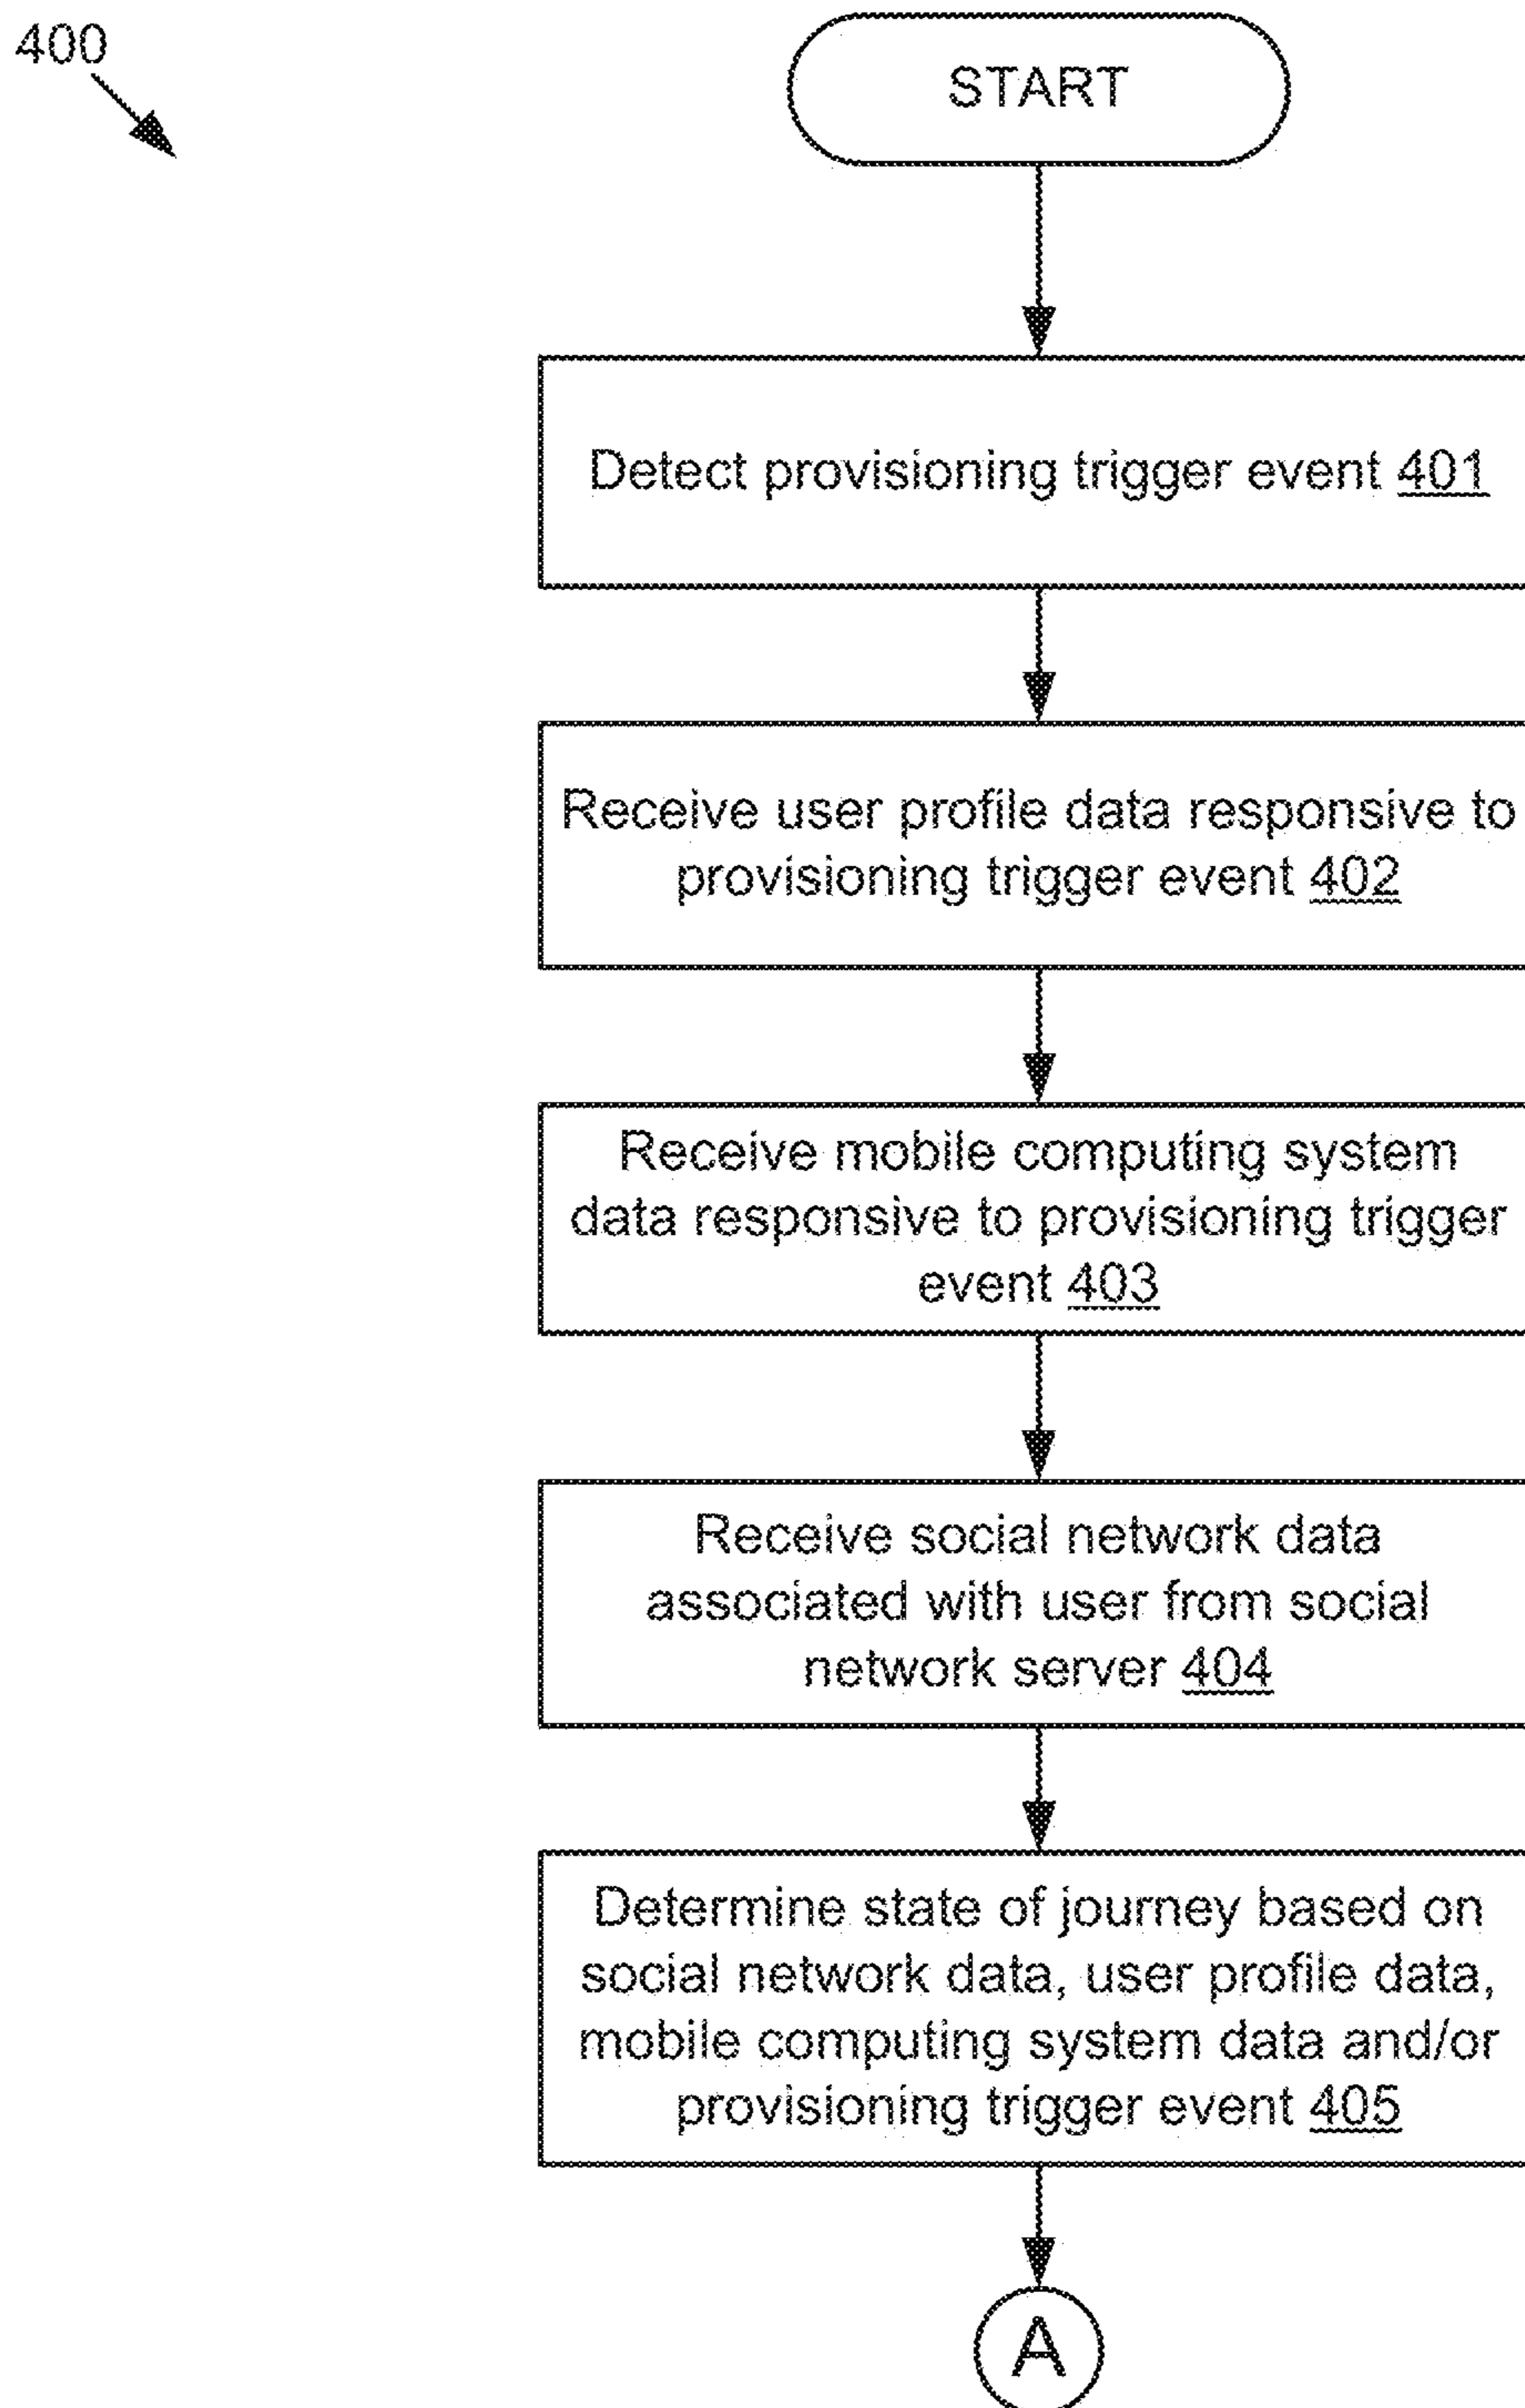 400
START
Detect provisioning trigger event 401
Receive user profile data responsive to
provisioning trigger event 402
Receive mobile computing system
data responsive to provisioning trigger
event 403
Receive social network data
associated with user from social
network server 404
Determine state of journey based on
social network data, user profile data,
mobile computing system data and/or
provisioning trigger event 405
A